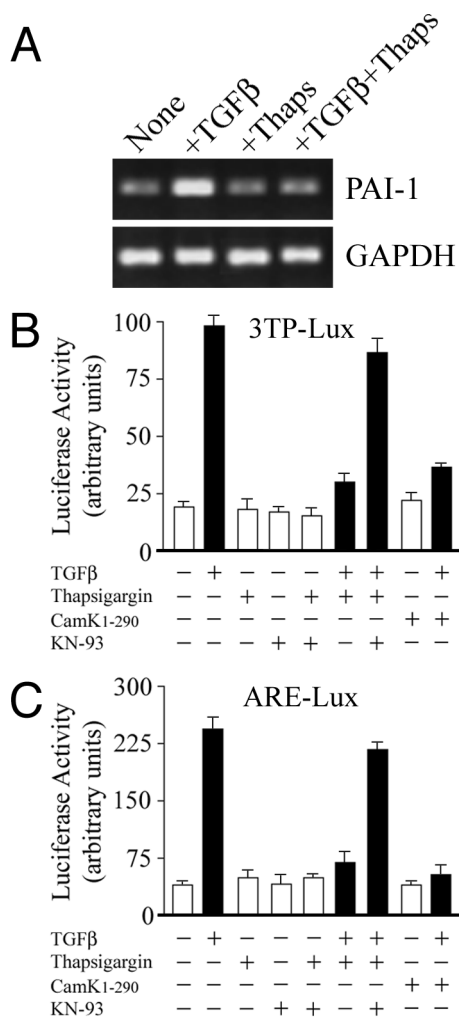 A
None
+TGFβ
+Thaps
+TGFβ+Thaps
PAI-1
GAPDH
B
3TP-Lux
Luciferase Activity
(arbitrary units)
100
75
50
25
0
TGFβ − + − − − + + − +
Thapsigargin − − + − + + + − −
CamK1-290 − − − − − − − + +
KN-93 − − − + + − + − −
C
ARE-Lux
Luciferase Activity
(arbitrary units)
300
225
150
75
0
TGFβ − + − − − + + − +
Thapsigargin − − + − + + + − −
CamK1-290 − − − − − − − + +
KN-93 − − − + + − + − −